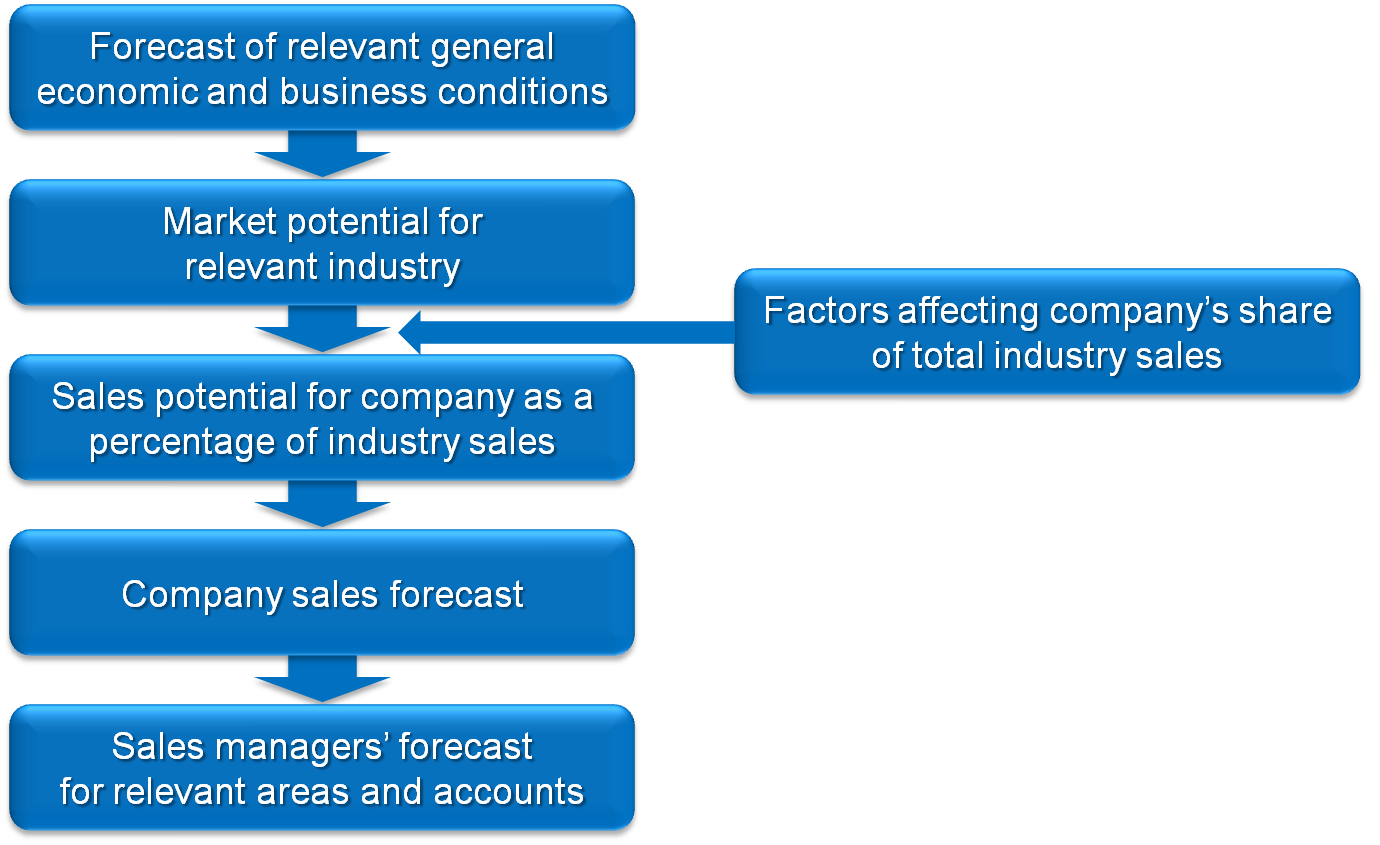 Forecast of relevant general
economic and business conditions
Market potential for
relevant industry
Factors affecting company’s share
of total industry sales
Sales potential for company as a
percentage of industry sales
Company sales forecast
Sales managers’ forecast
for relevant areas and accounts